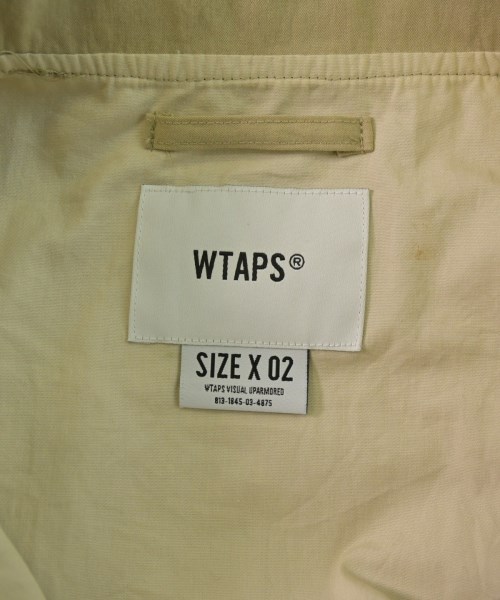 WTAPS®
SIZE X 02
WTAPS VISUAL UPARMORED
813-1845-03-4875